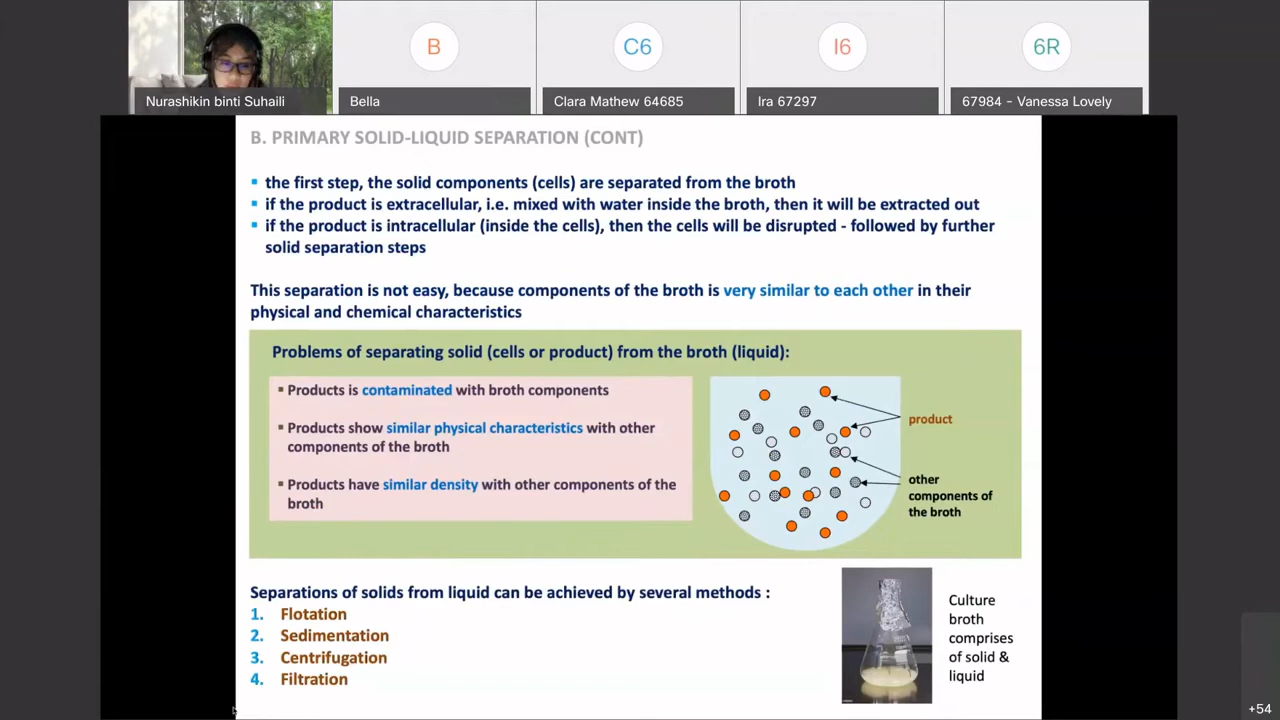 B
C6
I6
6R
Nurashikin binti Suhaili
Bella
Clara Mathew 64685
Ira 67297
67984 - Vanessa Lovely
B. PRIMARY SOLID-LIQUID SEPARATION (CONT)
▪ the first step, the solid components (cells) are separated from the broth
▪ if the product is extracellular, i.e. mixed with water inside the broth, then it will be extracted out
▪ if the product is intracellular (inside the cells), then the cells will be disrupted - followed by further
solid separation steps
This separation is not easy, because components of the broth is very similar to each other in their
physical and chemical characteristics
Problems of separating solid (cells or product) from the broth (liquid):
▪ Products is contaminated with broth components
▪ Products show similar physical characteristics with other
components of the broth
▪ Products have similar density with other components of the
broth
product
other
components of
the broth
Separations of solids from liquid can be achieved by several methods :
1. Flotation
2. Sedimentation
3. Centrifugation
4. Filtration
Culture
broth
comprises
of solid &
liquid
+54